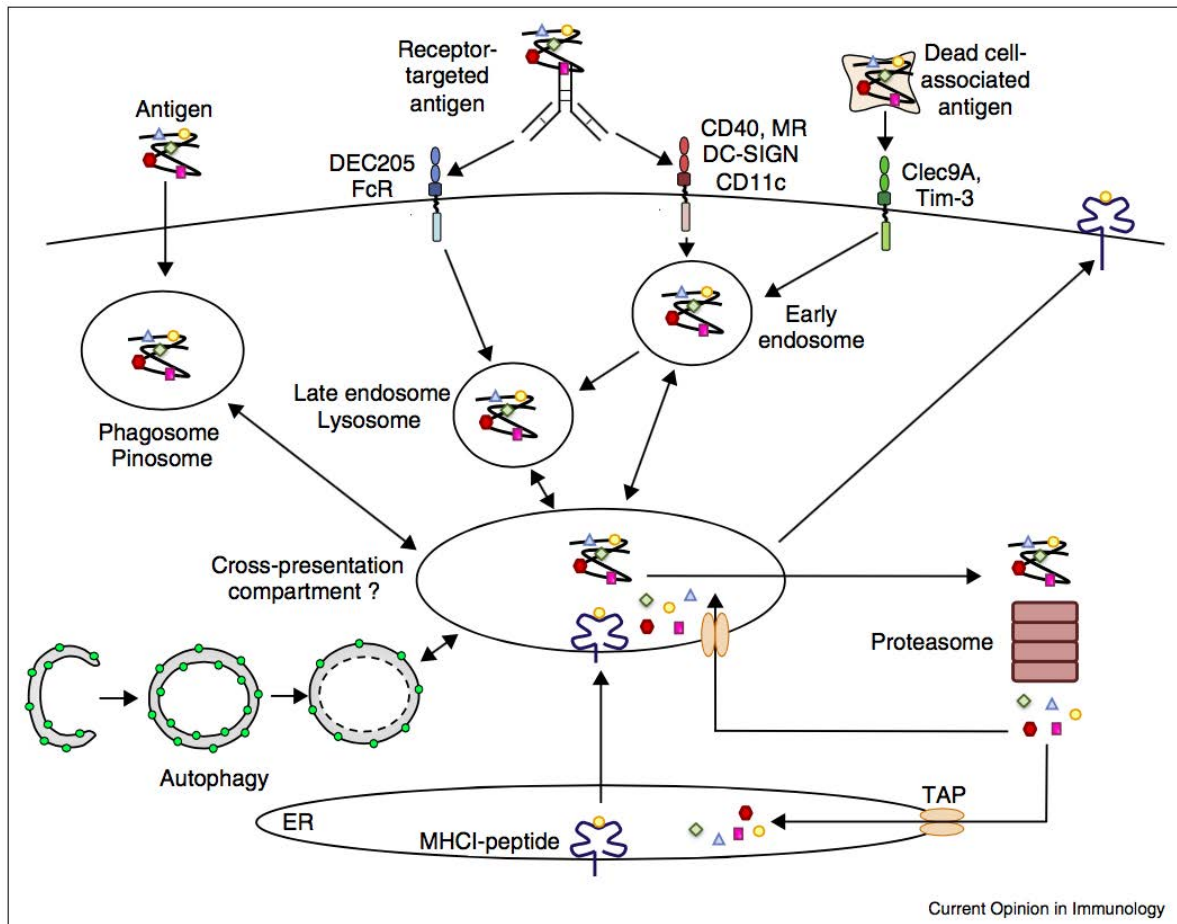 Receptor-
targeted
antigen
Dead cell-
associated
antigen
Antigen
DEC205
FcR
CD40, MR
DC-SIGN
CD11c
Clec9A,
Tim-3
Early
endosome
Late endosome
Lysosome
Phagosome
Pinosome
Cross-presentation
compartment ?
Proteasome
Autophagy
TAP
ER
MHCI-peptide
Current Opinion in Immunology